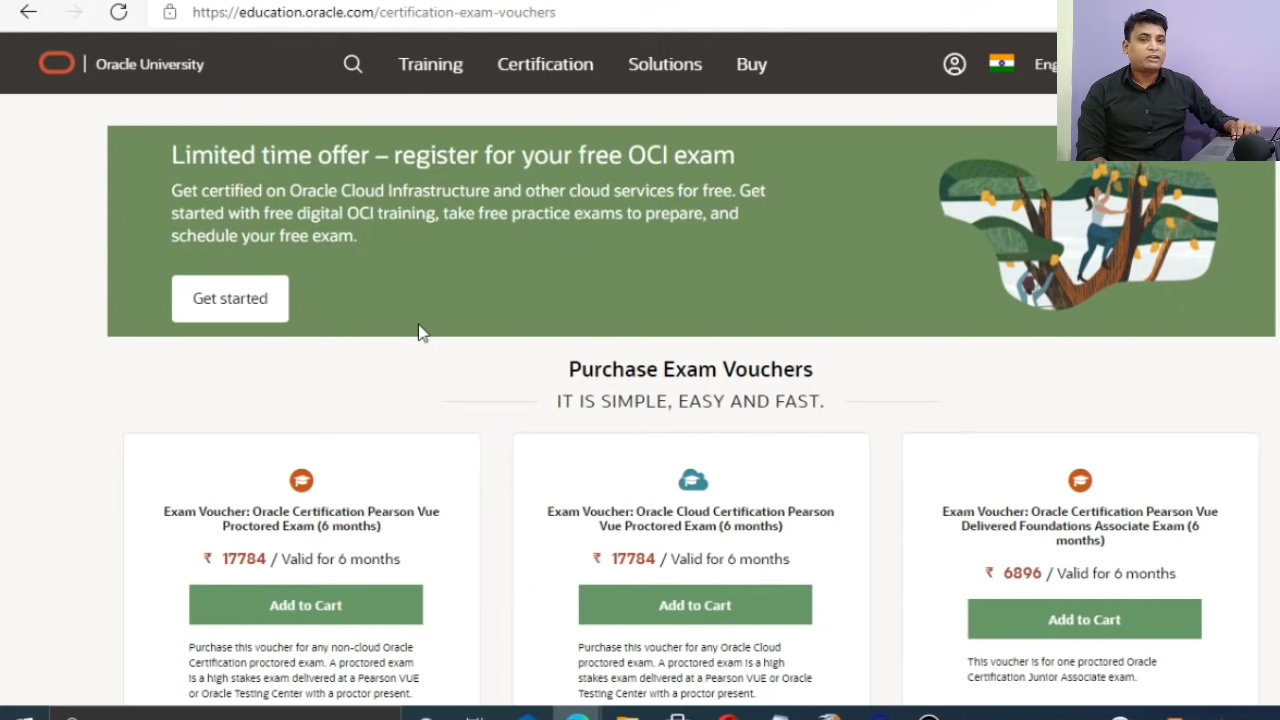 https://education.oracle.com/certification-exam-vouchers
Oracle University
Training
Certification
Solutions
Buy
Limited time offer – register for your free OCI exam
Get certified on Oracle Cloud Infrastructure and other cloud services for free. Get
started with free digital OCI training, take free practice exams to prepare, and
schedule your free exam.
Get started
Purchase Exam Vouchers
IT IS SIMPLE, EASY AND FAST.
Exam Voucher: Oracle Certification Pearson Vue
Proctored Exam (6 months)
₹ 17784 / Valid for 6 months
Add to Cart
Purchase this voucher for any non-cloud Oracle
Certification proctored exam. A proctored exam
is a high stakes exam delivered at a Pearson VUE
or Oracle Testing Center with a proctor present.
Exam Voucher: Oracle Cloud Certification Pearson
Vue Proctored Exam (6 months)
₹ 17784 / Valid for 6 months
Add to Cart
Purchase this voucher for any Oracle Cloud
proctored exam. A proctored exam is a high
stakes exam delivered at a Pearson VUE or Oracle
Testing Center with a proctor present.
Exam Voucher: Oracle Certification Pearson Vue
Delivered Foundations Associate Exam (6
months)
₹ 6896 / Valid for 6 months
Add to Cart
This voucher is for one proctored Oracle
Certification Junior Associate exam.